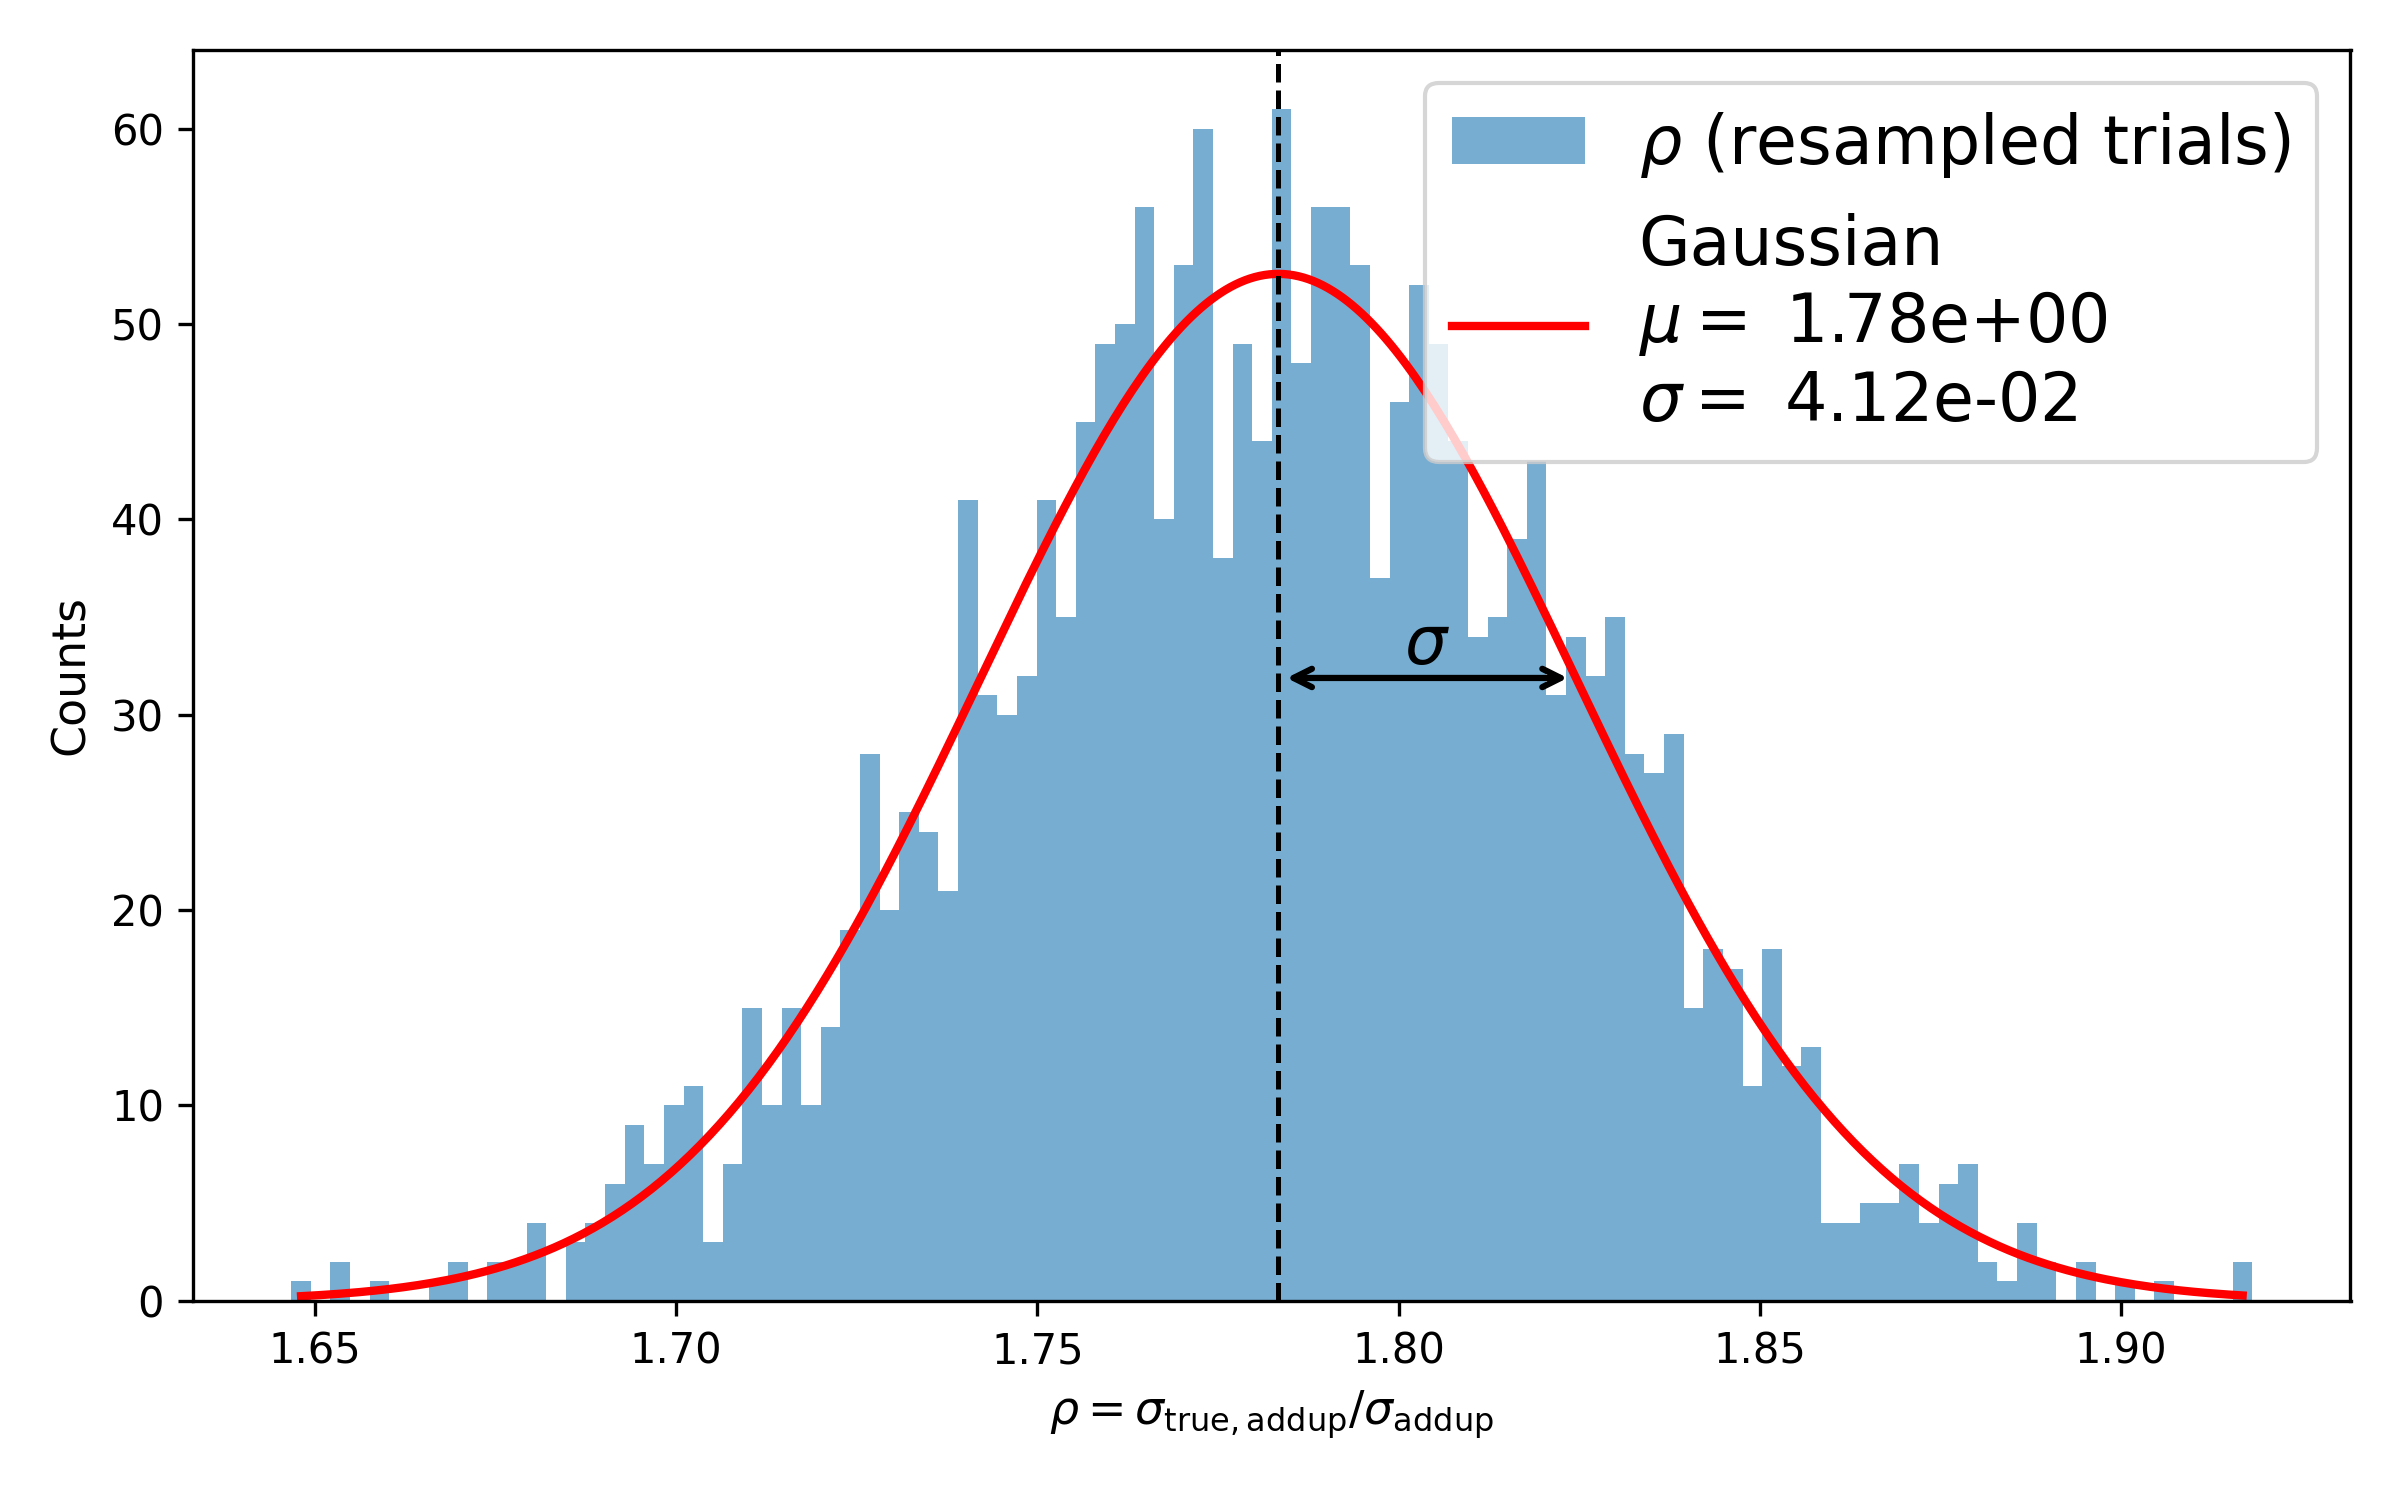 ρ (resampled trials)
Gaussian
μ = 1.78e+00
σ = 4.12e-02
σ
Counts
60
50
40
30
20
10
0
1.65 1.70 1.75 1.80 1.85 1.90
ρ = σtrue, addup/σaddup